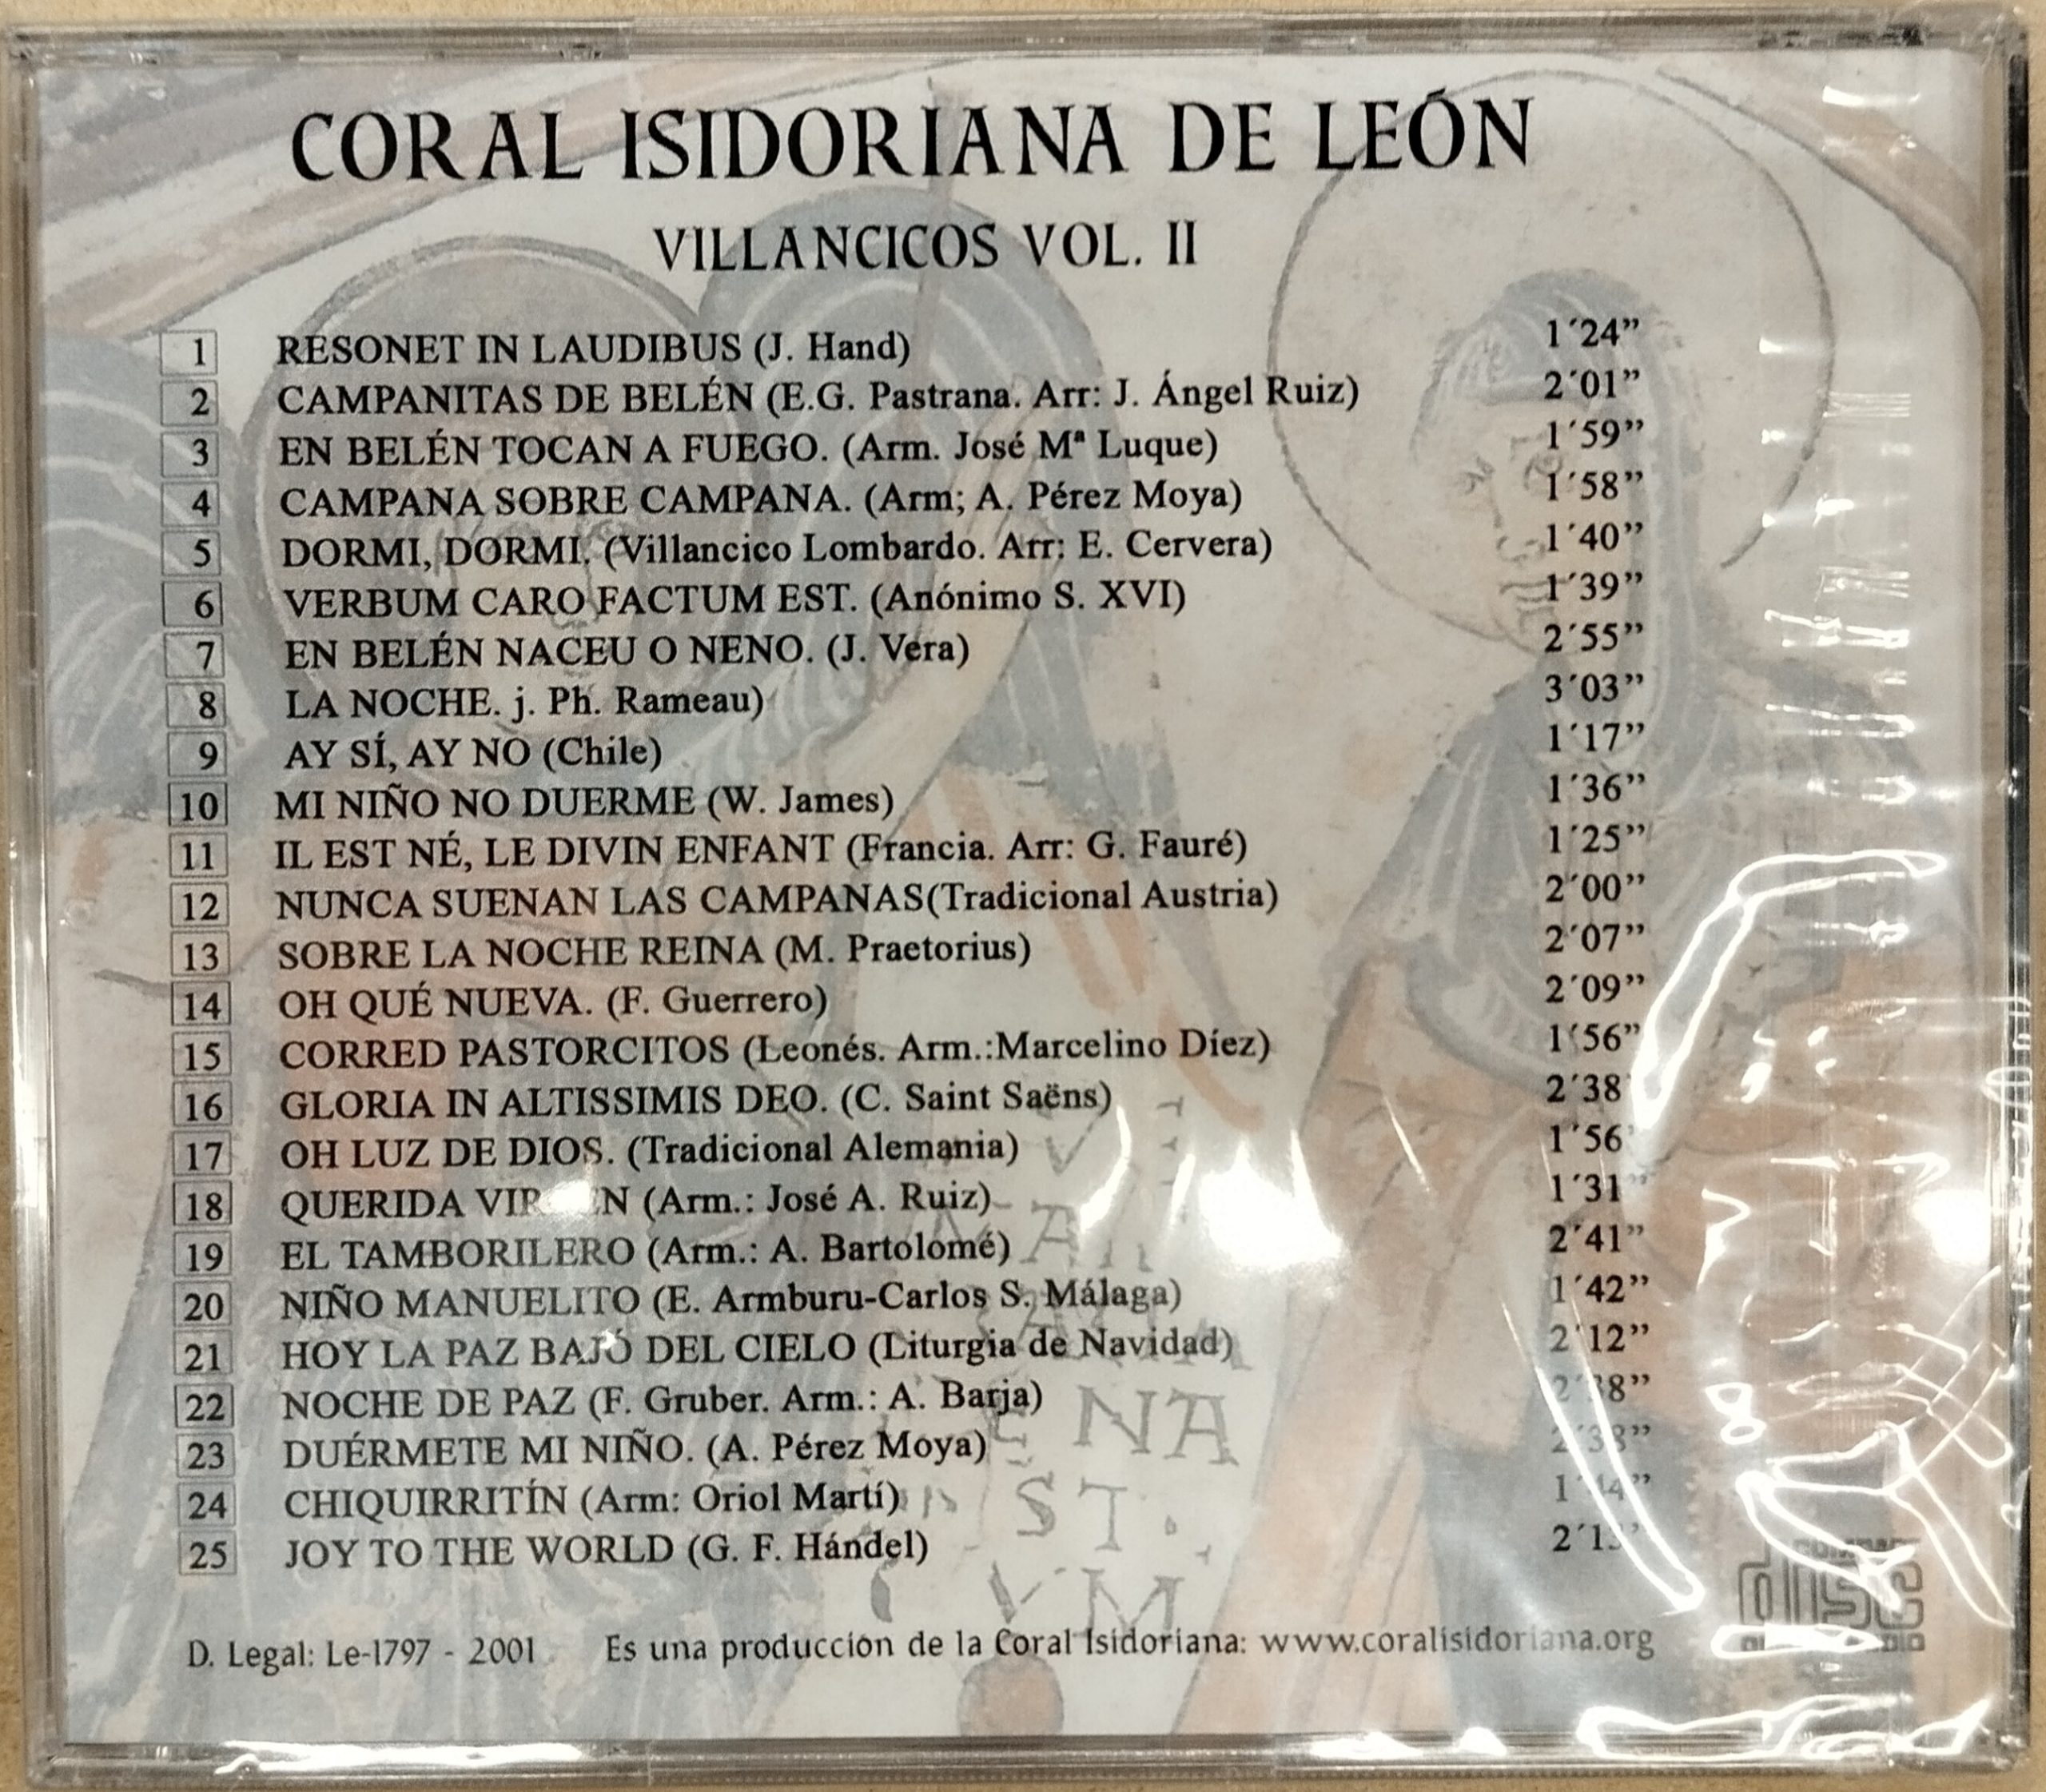 CORAL ISIDORIANA DE LEÓN
VILLANCICOS VOL. II
1 RESONET IN LAUDIBUS (J. Hand) 1´24”
2 CAMPANITAS DE BELÉN (E.G. Pastrana. Arr: J. Ángel Ruiz) 2´01”
3 EN BELÉN TOCAN A FUEGO. (Arm. José Mª Luque) 1´59”
4 CAMPANA SOBRE CAMPANA. (Arm; A. Pérez Moya) 1´58”
5 DORMI, DORMI. (Villancico Lombardo. Arr: E. Cervera) 1´40”
6 VERBUM CARO FACTUM EST. (Anónimo S. XVI) 1´39”
7 EN BELÉN NACEU O NENO. (J. Vera) 2´55”
8 LA NOCHE. j. Ph. Rameau) 3´03”
9 AY SÍ, AY NO (Chile) 1´17”
10 MI NIÑO NO DUERME (W. James) 1´36”
11 IL EST NÉ, LE DIVIN ENFANT (Francia. Arr: G. Fauré) 1´25”
12 NUNCA SUENAN LAS CAMPANAS(Tradicional Austria) 2´00”
13 SOBRE LA NOCHE REINA (M. Praetorius) 2´07”
14 OH QUÉ NUEVA. (F. Guerrero) 2´09”
15 CORRED PASTORCITOS (Leonés. Arm.:Marcelino Díez) 1´56”
16 GLORIA IN ALTISSIMIS DEO. (C. Saint Saëns) 2´38
17 OH LUZ DE DIOS. (Tradicional Alemania) 1´56
18 QUERIDA VIRGEN (Arm.: José A. Ruiz) 1´31”
19 EL TAMBORILERO (Arm.: A. Bartolomé) 2´41”
20 NIÑO MANUELITO (E. Armburu-Carlos S. Málaga) 1´42”
21 HOY LA PAZ BAJÓ DEL CIELO (Liturgia de Navidad) 2´12”
22 NOCHE DE PAZ (F. Gruber. Arm.: A. Barja)
23 DUÉRMETE MI NIÑO. (A. Pérez Moya)
24 CHIQUIRRITÍN (Arm: Oriol Martí)
25 JOY TO THE WORLD (G. F. Hándel)
D. Legal: Le-1797 - 2001 Es una producción de la Coral Isidoriana: www.coralisidoriana.org
disc